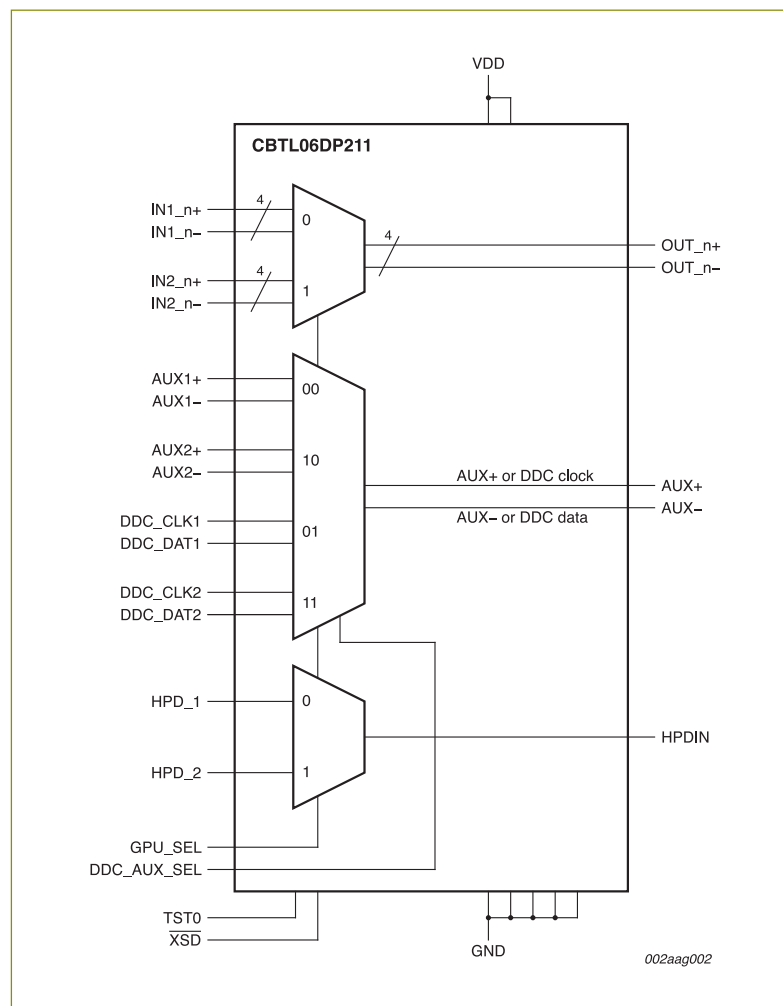 VDD
CBTL06DP211
IN1_n+
IN1_n−
4
0
IN2_n+
IN2_n−
4
1
4
OUT_n+
OUT_n−
AUX1+
AUX1−
00
AUX2+
AUX2−
10
AUX+ or DDC clock
AUX+
AUX− or DDC data
AUX−
DDC_CLK1
DDC_DAT1
01
DDC_CLK2
DDC_DAT2
11
HPD_1
0
HPDIN
HPD_2
1
GPU_SEL
DDC_AUX_SEL
TST0
XSD
GND
002aag002